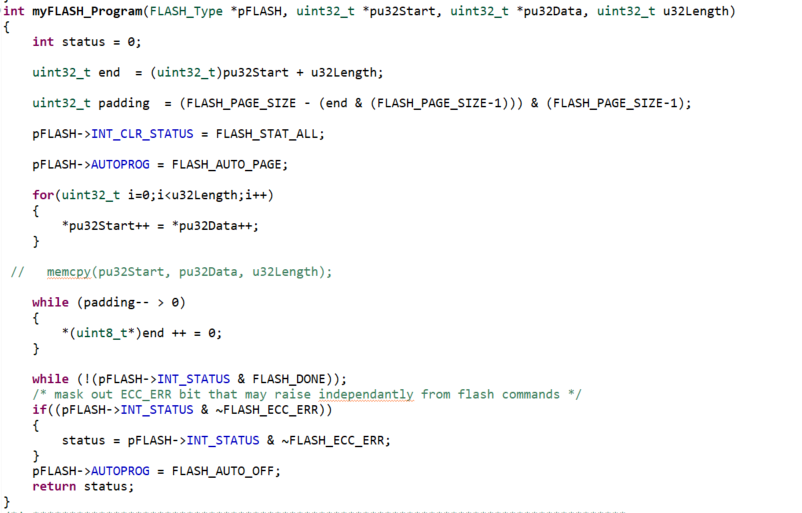 int myFLASH_Program(FLASH_Type *pFLASH, uint32_t *pu32Start, uint32_t *pu32Data, uint32_t u32Length)
{
    int status = 0;

    uint32_t end  = (uint32_t)pu32Start + u32Length;

    uint32_t padding  = (FLASH_PAGE_SIZE - (end & (FLASH_PAGE_SIZE-1))) & (FLASH_PAGE_SIZE-1);

    pFLASH->INT_CLR_STATUS = FLASH_STAT_ALL;

    pFLASH->AUTOPROG = FLASH_AUTO_PAGE;

    for(uint32_t i=0;i<u32Length;i++)
    {
        *pu32Start++ = *pu32Data++;
    }

 //   memcpy(pu32Start, pu32Data, u32Length);

    while (padding-- > 0)
    {
        *(uint8_t*)end ++ = 0;
    }

    while (!(pFLASH->INT_STATUS & FLASH_DONE));
    /* mask out ECC_ERR bit that may raise independantly from flash commands */
    if((pFLASH->INT_STATUS & ~FLASH_ECC_ERR))
    {
        status = pFLASH->INT_STATUS & ~FLASH_ECC_ERR;
    }
    pFLASH->AUTOPROG = FLASH_AUTO_OFF;
    return status;
}